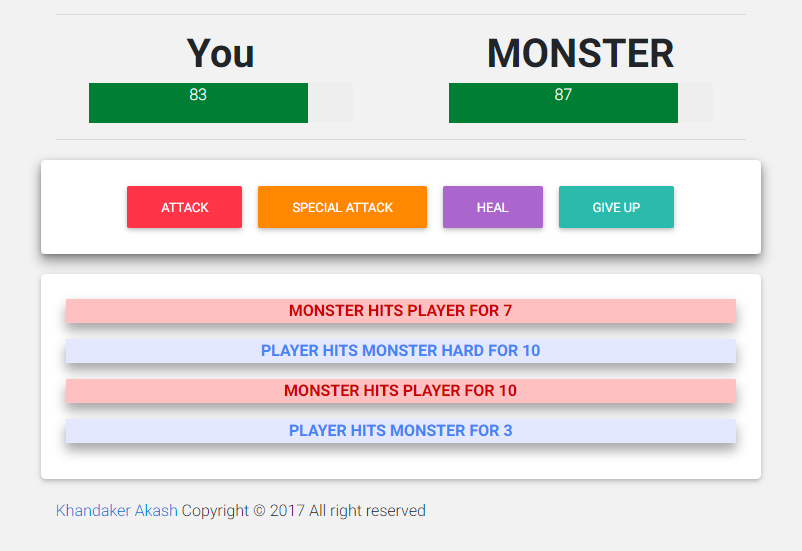 You
MONSTER
83
87
ATTACK
SPECIAL ATTACK
HEAL
GIVE UP
MONSTER HITS PLAYER FOR 7
PLAYER HITS MONSTER HARD FOR 10
MONSTER HITS PLAYER FOR 10
PLAYER HITS MONSTER FOR 3
Khandaker Akash Copyright © 2017 All right reserved